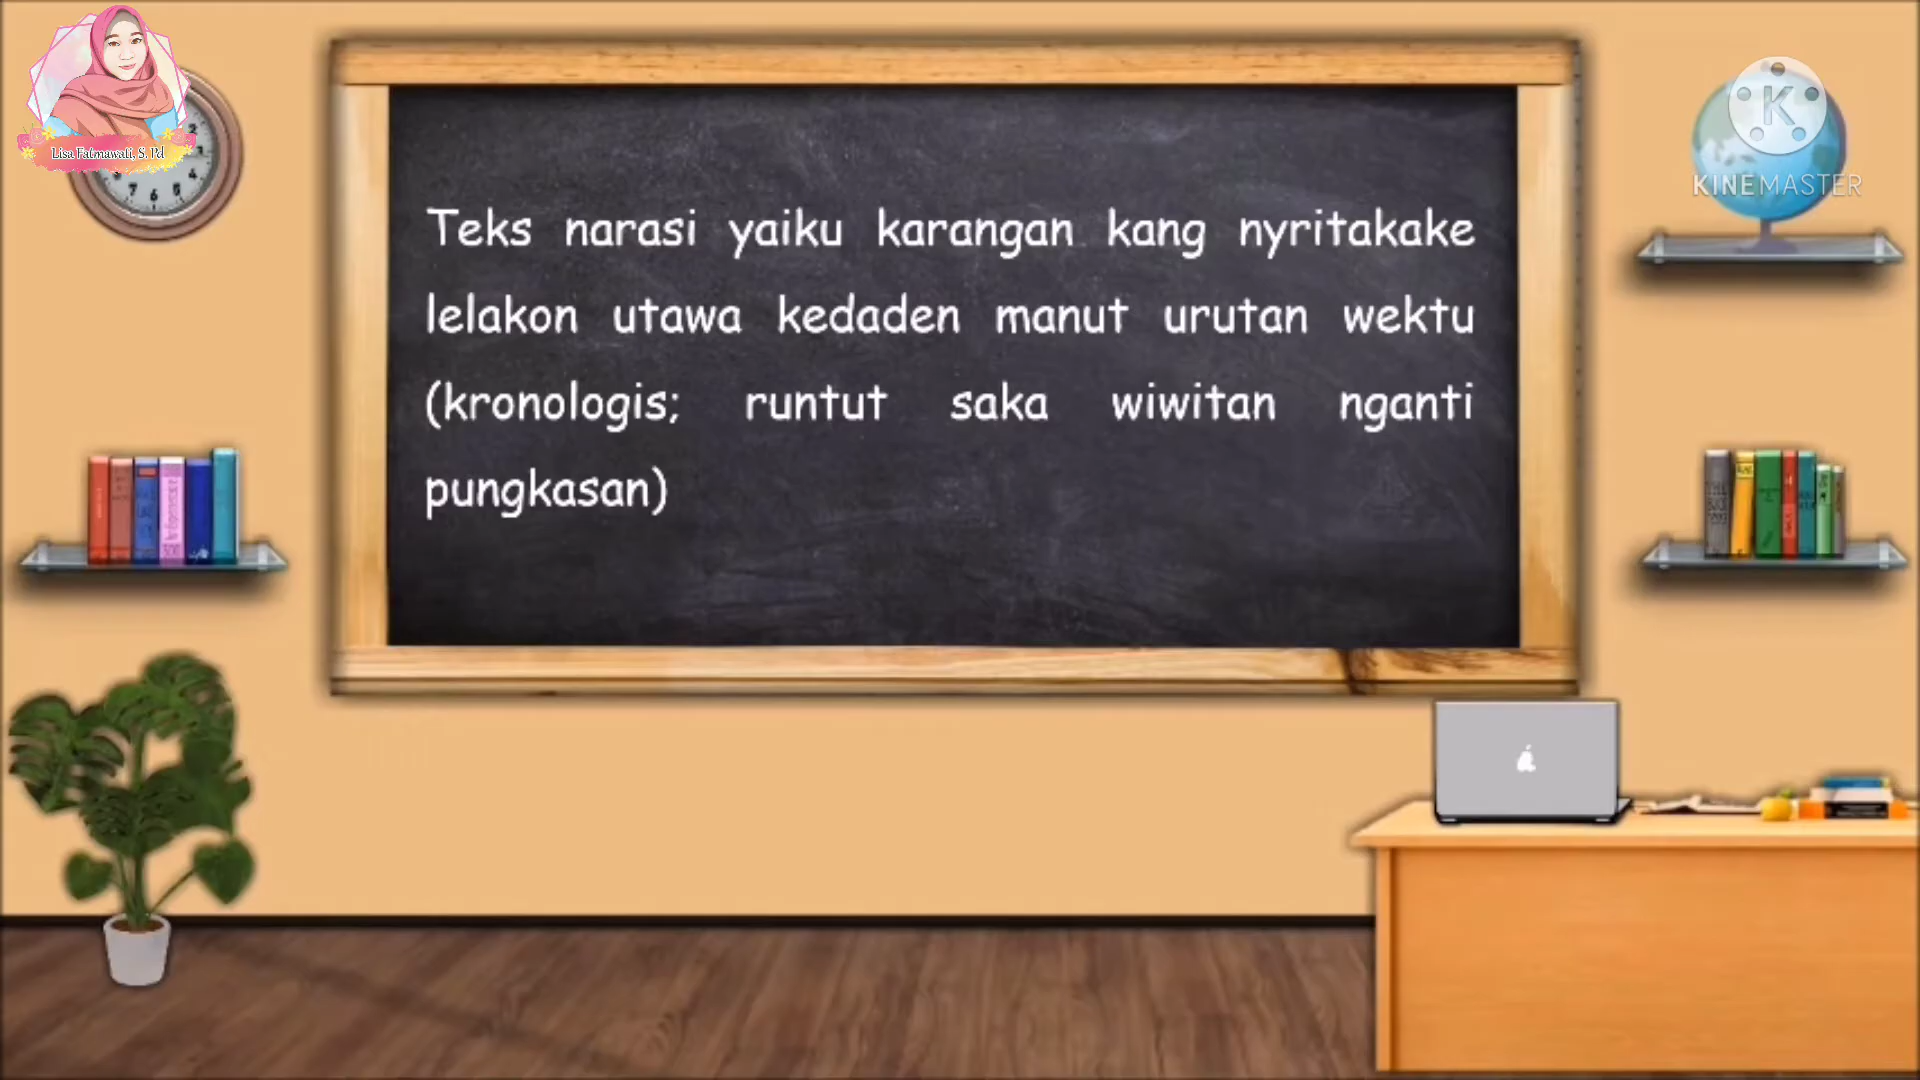 Lisa Fatmawati, S. Pd
KINEMASTER
Teks narasi yaiku karangan kang nyritakake
lelakon utawa kedaden manut urutan wektu
(kronologis; runtut saka wiwitan nganti
pungkasan)